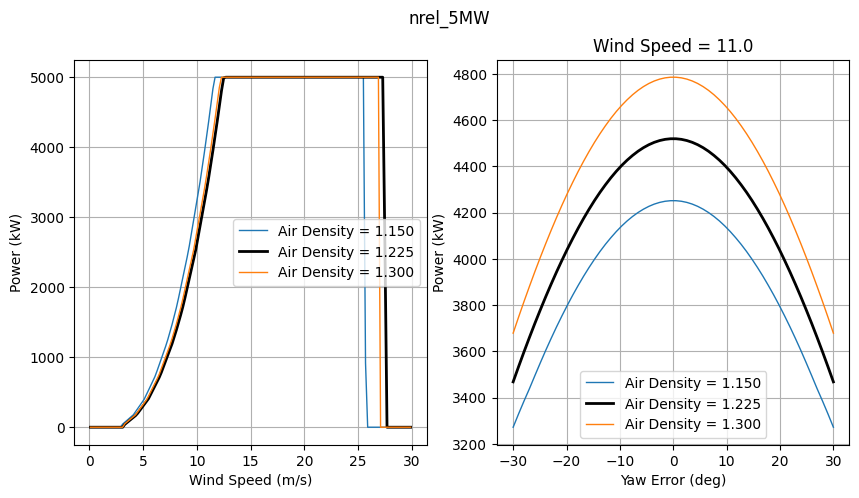 nrel_5MW
Power (kW)
5000
4000
3000
2000
1000
0
0 5 10 15 20 25 30
Wind Speed (m/s)
Air Density = 1.150
Air Density = 1.225
Air Density = 1.300
Wind Speed = 11.0
Power (kW)
4800
4600
4400
4200
4000
3800
3600
3400
3200
−30 −20 −10 0 10 20 30
Yaw Error (deg)
Air Density = 1.150
Air Density = 1.225
Air Density = 1.300